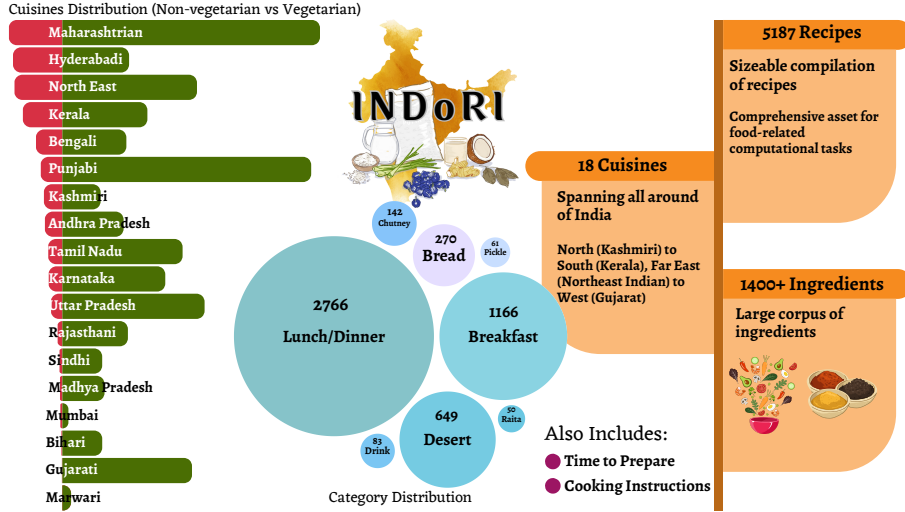 Cuisines Distribution (Non-vegetarian vs Vegetarian)
Maharashtrian
Hyderabadi
North East
Kerala
Bengali
Punjabi
Kashmiri
Andhra Pradesh
Tamil Nadu
Karnataka
Uttar Pradesh
Rajasthani
Sindhi
Madhya Pradesh
Mumbai
Bihari
Gujarati
Marwari
INDoRI
142
Chutney
270
Bread
61
Pickle
2766
Lunch/Dinner
1166
Breakfast
649
Desert
50
Raita
83
Drink
Category Distribution
18 Cuisines
Spanning all around
of India
North (Kashmiri) to
South (Kerala), Far East
(Northeast Indian) to
West (Gujarat)
Also Includes:
Time to Prepare
Cooking Instructions
5187 Recipes
Sizeable compilation
of recipes
Comprehensive asset for
food-related
computational tasks
1400+ Ingredients
Large corpus of
ingredients